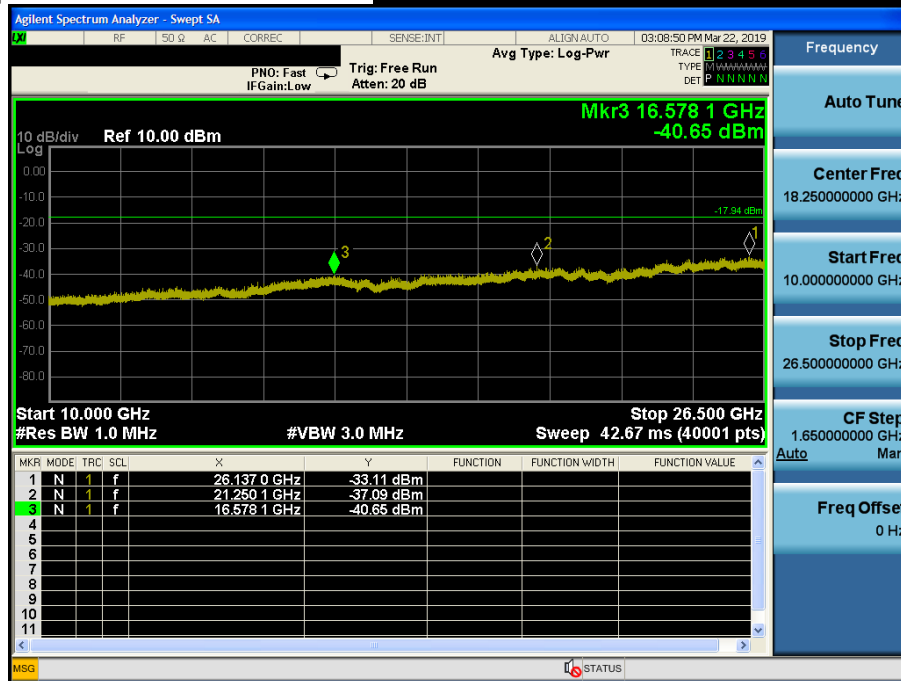 Agilent Spectrum Analyzer - Swept SA
LXI RF 50 Ω AC CORREC SENSE:INT ALIGN AUTO 03:08:50 PM Mar 22, 2019
Frequency
Avg Type: Log-Pwr
TRACE 1 2 3 4 5 6
PNO: Fast Trig: Free Run
TYPE M W W W W W
IFGain:Low Atten: 20 dB
DET P N N N N N
Auto Tune
Mkr3 16.578 1 GHz
-40.65 dBm
10 dB/div Ref 10.00 dBm
Log
0.00
-10.0
-20.0
-30.0
-40.0
-50.0
-60.0
-70.0
-80.0
-17.94 dBm
1
2
3
Center Freq
18.250000000 GHz
Start Freq
10.000000000 GHz
Stop Freq
26.500000000 GHz
Start 10.000 GHz Stop 26.500 GHz
#Res BW 1.0 MHz #VBW 3.0 MHz Sweep 42.67 ms (40001 pts)
CF Step
1.650000000 GHz
Auto Man
MKR MODE TRC SCL X Y FUNCTION FUNCTION WIDTH FUNCTION VALUE
1 N 1 f 26.137 0 GHz -33.11 dBm
2 N 1 f 21.250 1 GHz -37.09 dBm
3 N 1 f 16.578 1 GHz -40.65 dBm
4
5
6
7
8
9
10
11
Freq Offset
0 Hz
MSG STATUS